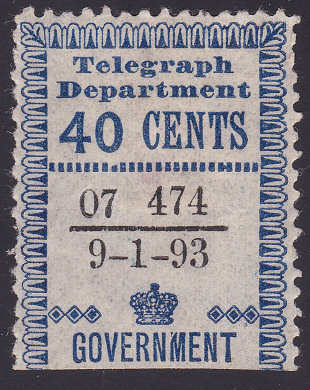 Telegraph
Department
40 CENTS
07 474
9-1-93
GOVERNMENT